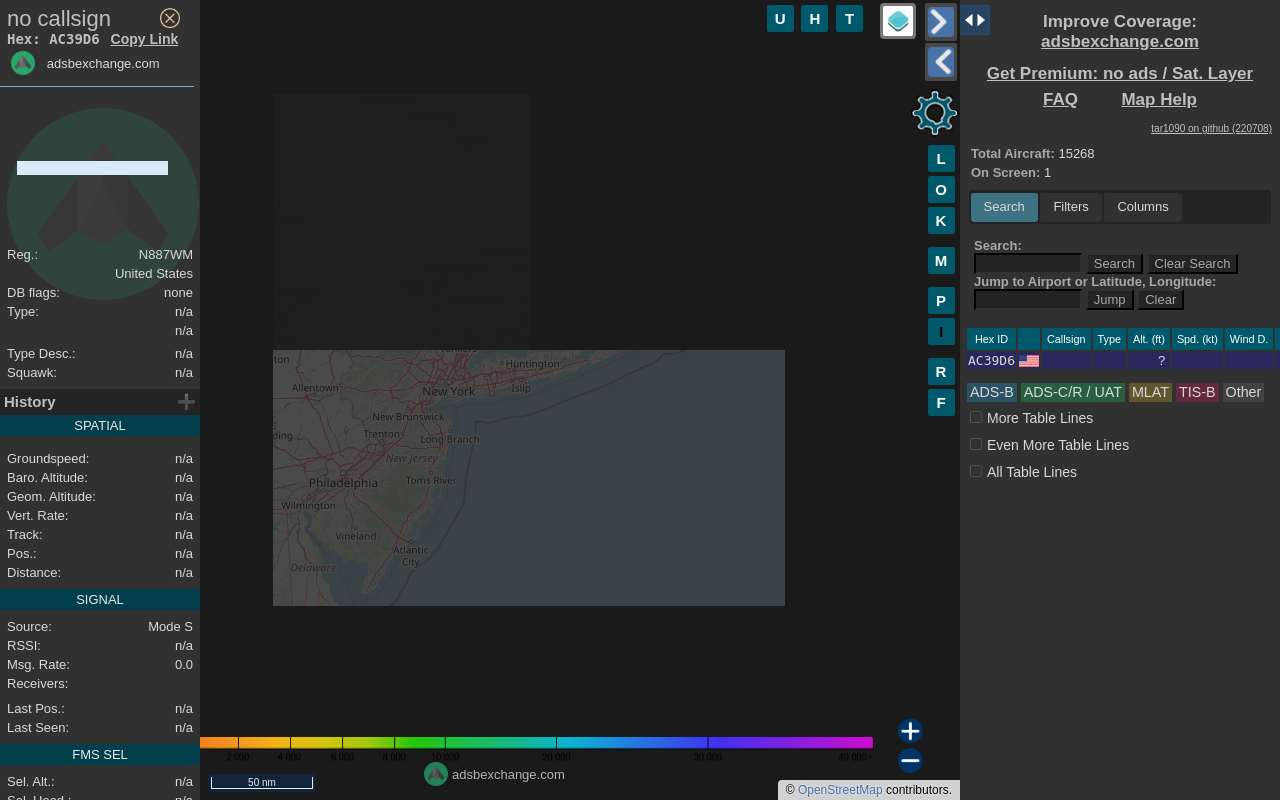 no callsign
Hex: AC39D6 Copy Link
adsbexchange.com
Reg.: N887WM
United States
DB flags: none
Type: n/a
n/a
Type Desc.: n/a
Squawk: n/a
History
SPATIAL
Groundspeed: n/a
Baro. Altitude: n/a
Geom. Altitude: n/a
Vert. Rate: n/a
Track: n/a
Pos.: n/a
Distance: n/a
SIGNAL
Source: Mode S
RSSI: n/a
Msg. Rate: 0.0
Receivers:
Last Pos.: n/a
Last Seen: n/a
FMS SEL
Sel. Alt.: n/a
Sel. Head.: n/a
U H T
L
O
K
M
P
I
R
F
Huntington
Allentown
New York
Islip
New Brunswick
Trenton
Long Branch
New Jersey
Philadelphia
Toms River
Wilmington
Vineland
Atlantic
City
Delaware
2 000 4 000 6 000 8 000 10 000 20 000 30 000 40 000+
adsbexchange.com
50 nm
© OpenStreetMap contributors.
Improve Coverage:
adsbexchange.com
Get Premium: no ads / Sat. Layer
FAQ Map Help
tar1090 on github (220708)
Total Aircraft: 15268
On Screen: 1
Search Filters Columns
Search:
Search Clear Search
Jump to Airport or Latitude, Longitude:
Jump Clear
Hex ID Callsign Type Alt. (ft) Spd. (kt) Wind D.
AC39D6 ?
ADS-B ADS-C/R / UAT MLAT TIS-B Other
More Table Lines
Even More Table Lines
All Table Lines